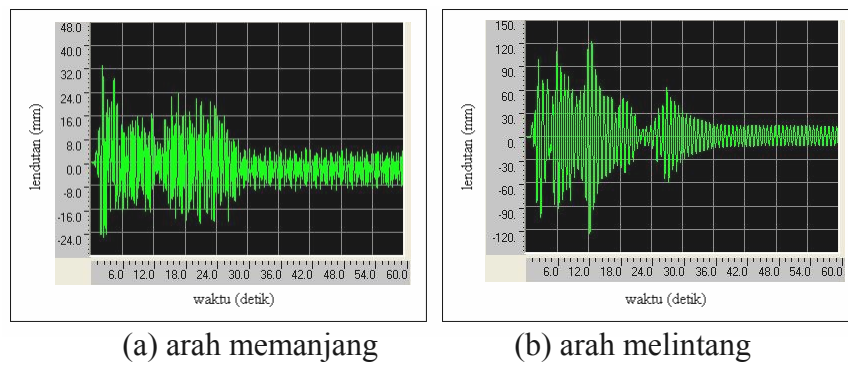 48.0
40.0
32.0
24.0
16.0
8.0
0.0
-8.0
-16.0
-24.0
lendutan (mm)
6.0 12.0 18.0 24.0 30.0 36.0 42.0 48.0 54.0 60.0
waktu (detik)
150.
120.
90.
60.
30.
0.
-30.
-60.
-90.
-120.
lendutan (mm)
6.0 12.0 18.0 24.0 30.0 36.0 42.0 48.0 54.0 60.0
waktu (detik)
(a) arah memanjang
(b) arah melintang